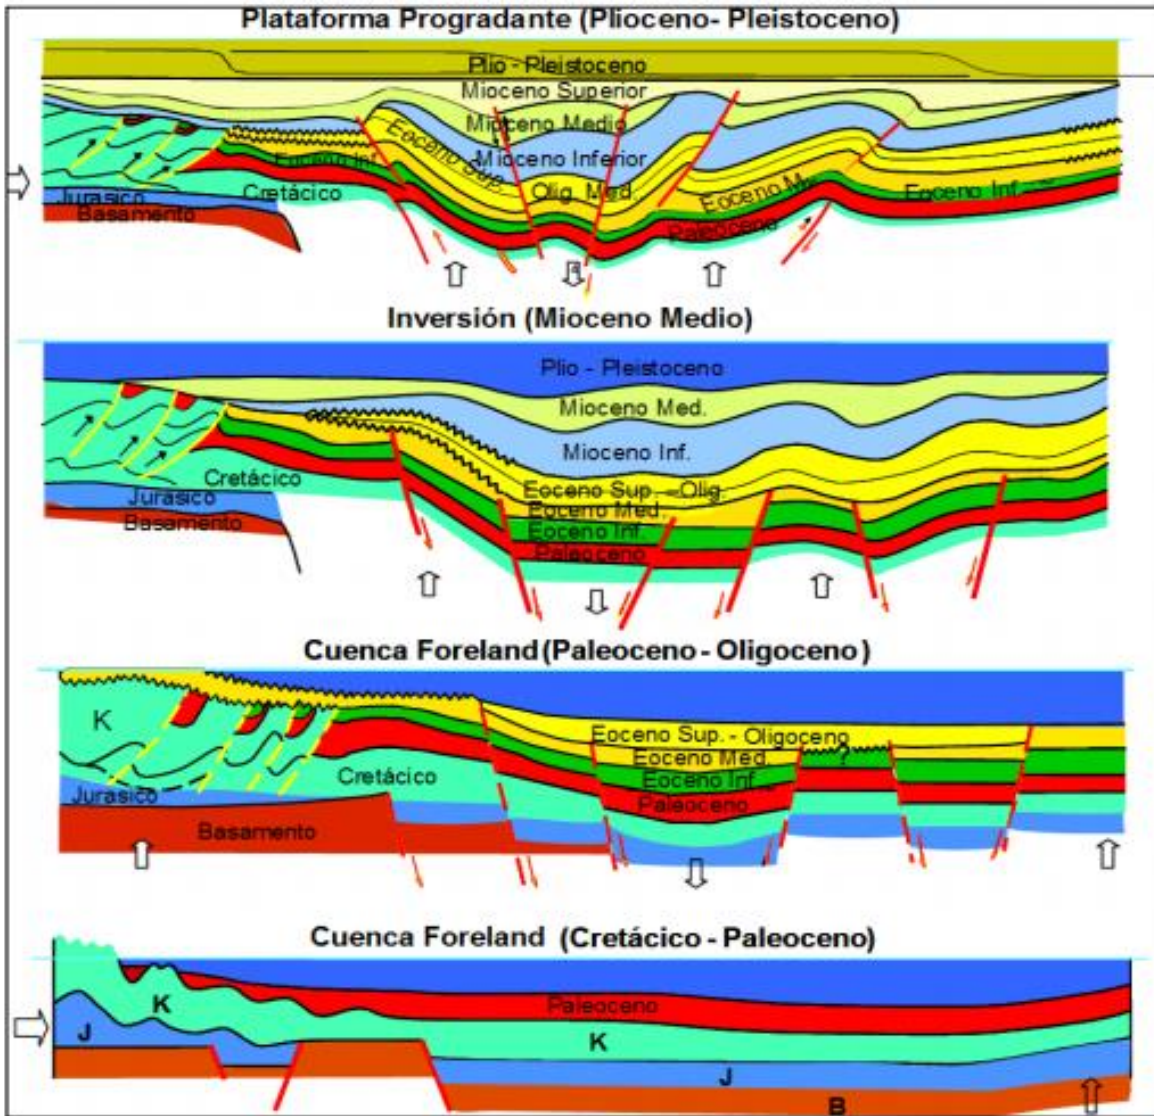 Plataforma Progradante (Plioceno- Pleistoceno)
Plio - Pleistoceno
Mioceno Superior
Mioceno Medio
Eoceno Sup.
Mioceno Inferior
Eoceno Inf.
Olig. Med.
Eoceno M.
Eoceno Inf.
Jurasico
Cretácico
Basamento
Paleoceno
Inversión (Mioceno Medio)
Plio - Pleistoceno
Mioceno Med.
Mioceno Inf.
Cretácico
Jurasico
Eoceno Sup. - Olig.
Basamento
Eoceno Med.
Eoceno Inf.
Paleoceno
Cuenca Foreland (Paleoceno - Oligoceno)
K
Eoceno Sup. - Oligoceno
Eoceno Med.
?
Cretácico
Eoceno Inf.
Jurasico
Paleoceno
Basamento
Cuenca Foreland (Cretácico - Paleoceno)
K
Paleoceno
J
K
J
B